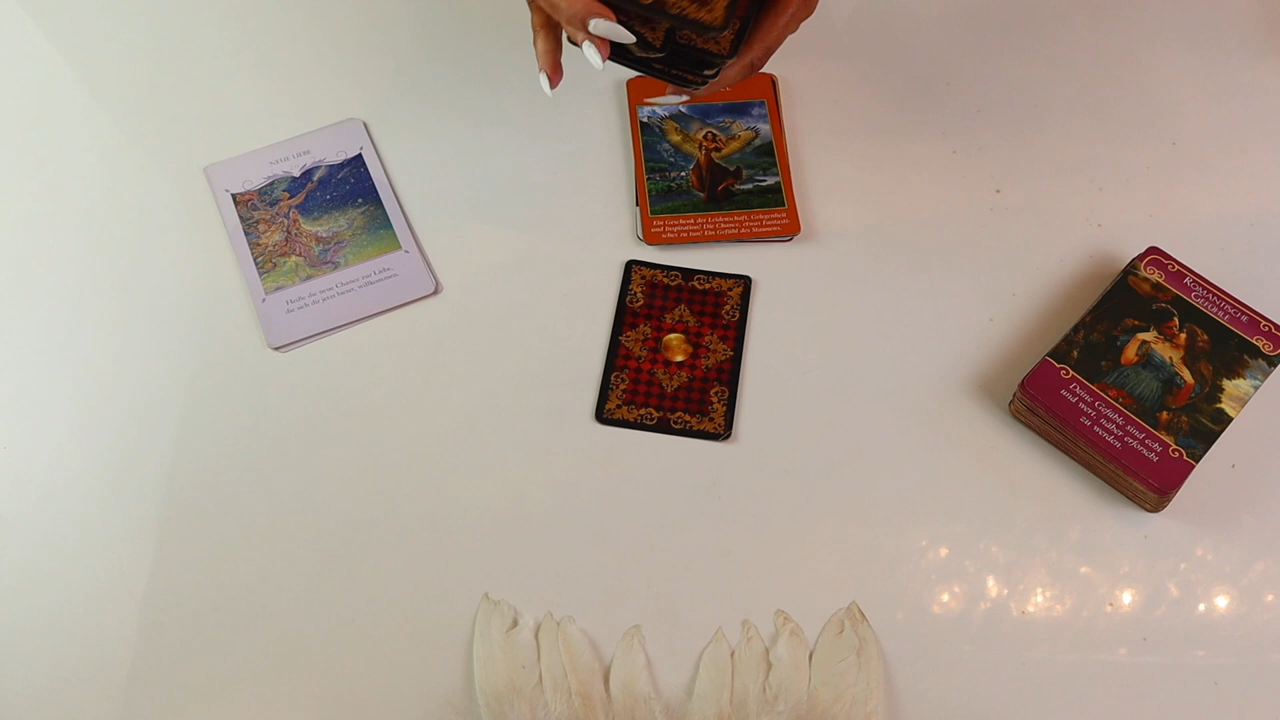 NEUE LIEBE
Heiße die neue Chance zur Liebe,
die sich dir jetzt bietet, willkommen.
Ein Geschenk der Leidenschaft, Gelegenheit
und Inspiration! Die Chance, etwas Fantasti-
sches zu tun! Ein Gefühl des Staunens.
ROMANTISCHE
GEFÜHLE
Deine Gefühle sind echt
und wert, näher erforscht
zu werden.